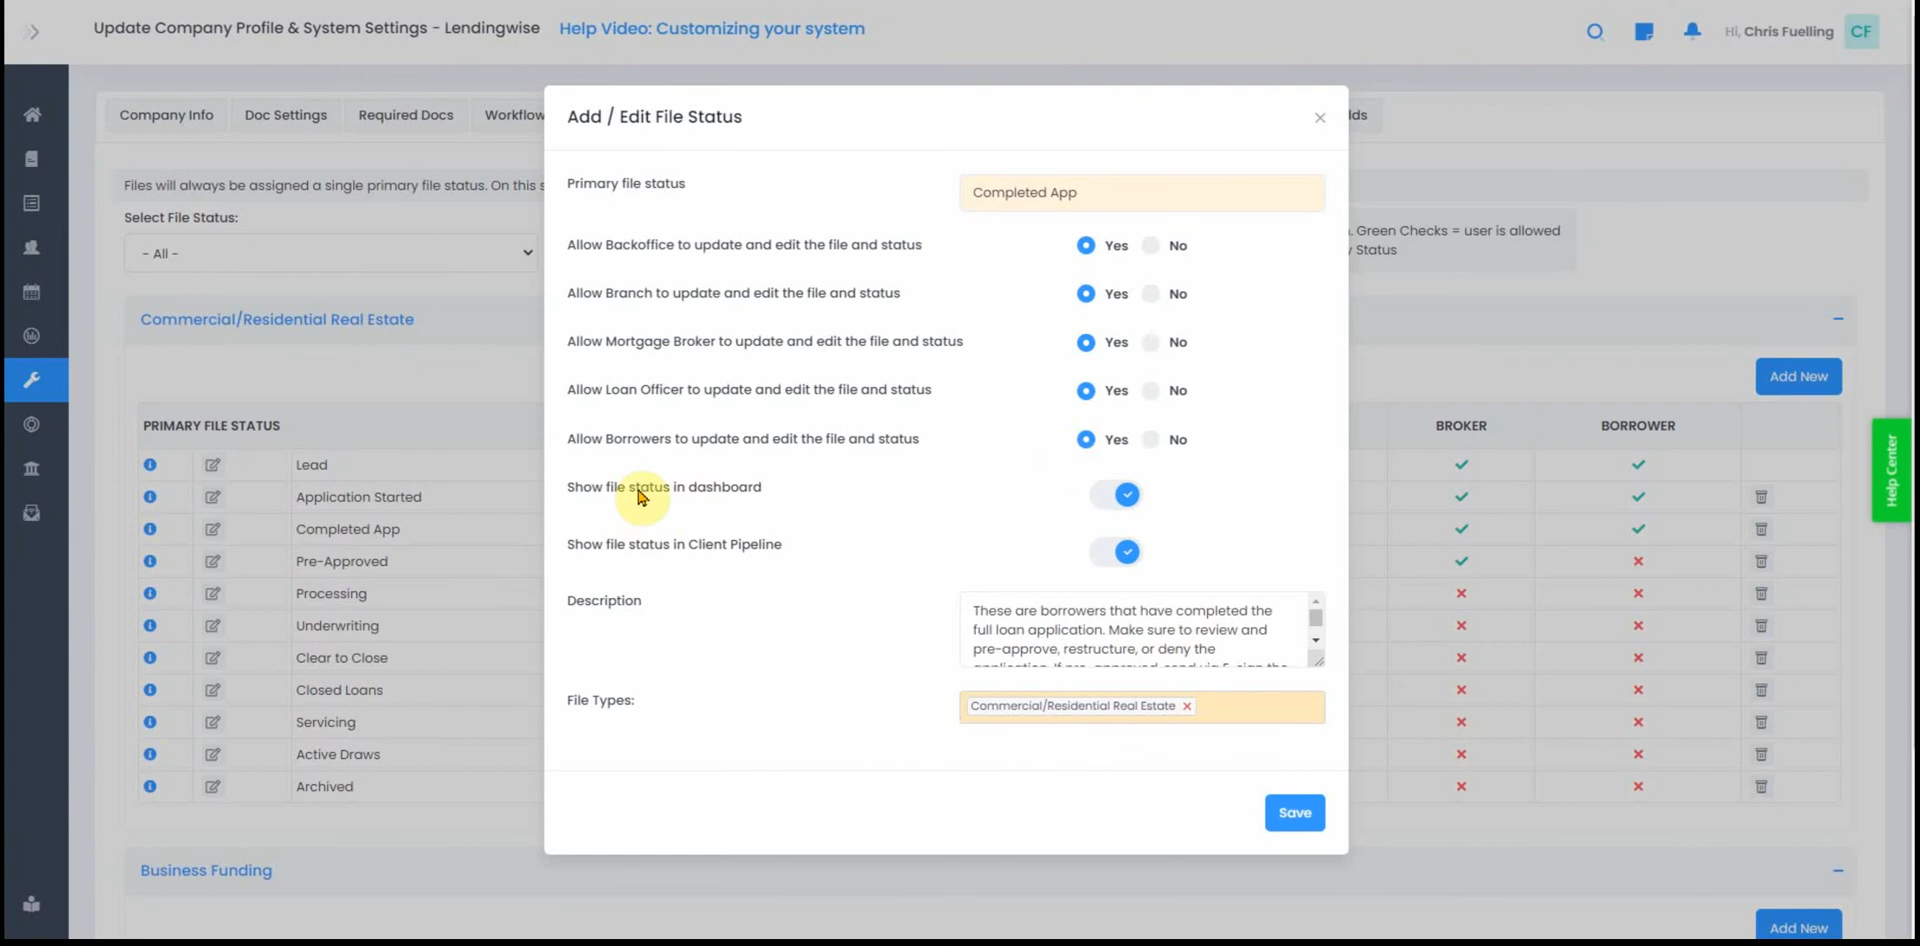 Update Company Profile & System Settings - Lendingwise
Help Video: Customizing your system
Hi, Chris Fuelling
CF
Company Info
Doc Settings
Required Docs
Workflow
lds
Files will always be assigned a single primary file status. On this s
Select File Status:
- All -
. Green Checks = user is allowed
Status
Commercial/Residential Real Estate
Add New
PRIMARY FILE STATUS
BROKER
BORROWER
Lead
Application Started
Completed App
Pre-Approved
Processing
Underwriting
Clear to Close
Closed Loans
Servicing
Active Draws
Archived
Business Funding
Add New
Help Center
Add / Edit File Status
Primary file status
Completed App
Allow Backoffice to update and edit the file and status
Yes
No
Allow Branch to update and edit the file and status
Yes
No
Allow Mortgage Broker to update and edit the file and status
Yes
No
Allow Loan Officer to update and edit the file and status
Yes
No
Allow Borrowers to update and edit the file and status
Yes
No
Show file status in dashboard
Show file status in Client Pipeline
Description
These are borrowers that have completed the
full loan application. Make sure to review and
pre-approve, restructure, or deny the
application. If pre-approved, send via E-sign the
File Types:
Commercial/Residential Real Estate
Save